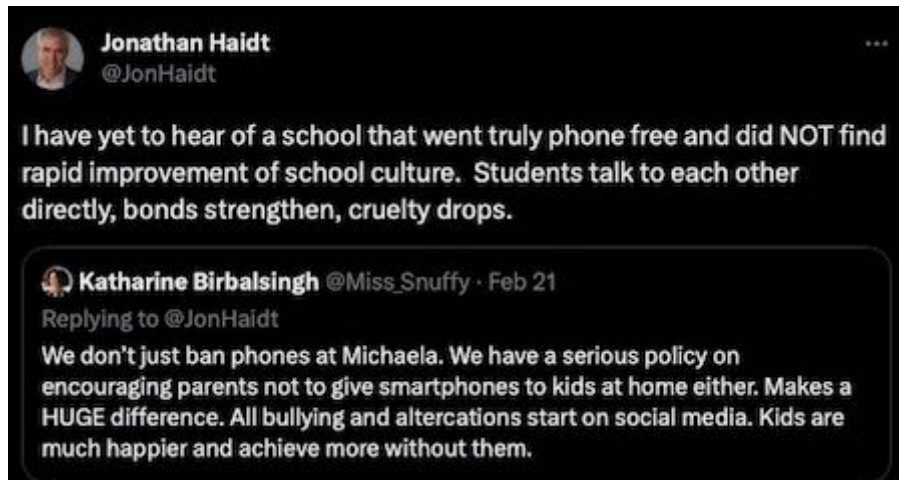 Jonathan Haidt
@JonHaidt
I have yet to hear of a school that went truly phone free and did NOT find
rapid improvement of school culture. Students talk to each other
directly, bonds strengthen, cruelty drops.
Katharine Birbalsingh @Miss_Snuffy · Feb 21
Replying to @JonHaidt
We don't just ban phones at Michaela. We have a serious policy on
encouraging parents not to give smartphones to kids at home either. Makes a
HUGE difference. All bullying and altercations start on social media. Kids are
much happier and achieve more without them.